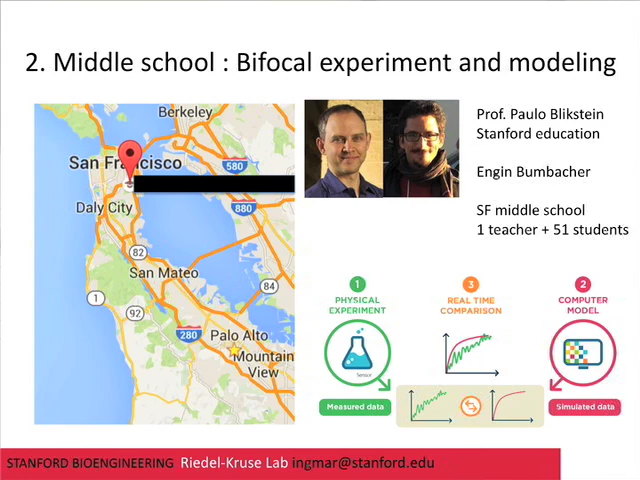 2. Middle school : Bifocal experiment and modeling
Berkeley
San Francisco
580
Daly City
880
82
San Mateo
84
1
92
280
Palo Alto
Mountain
View
Prof. Paulo Blikstein
Stanford education
Engin Bumbacher
SF middle school
1 teacher + 51 students
1
PHYSICAL
EXPERIMENT
Sensor
Measured data
3
REAL TIME
COMPARISON
2
COMPUTER
MODEL
Simulated data
STANFORD BIOENGINEERING Riedel-Kruse Lab ingmar@stanford.edu